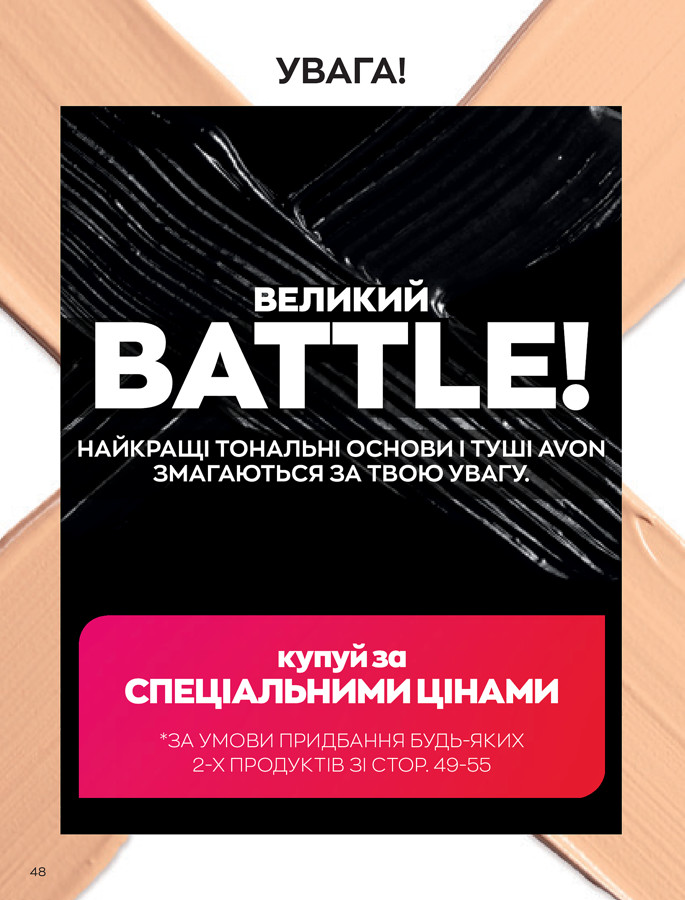 УВАГА!
ВЕЛИКИЙ
BATTLE!
НАЙКРАЩІ ТОНАЛЬНІ ОСНОВИ І ТУШІ AVON
ЗМАГАЮТЬСЯ ЗА ТВОЮ УВАГУ.
купуй за
СПЕЦІАЛЬНИМИ ЦІНАМИ
*ЗА УМОВИ ПРИДБАННЯ БУДЬ-ЯКИХ
2-Х ПРОДУКТІВ ЗІ СТОР. 49-55
48